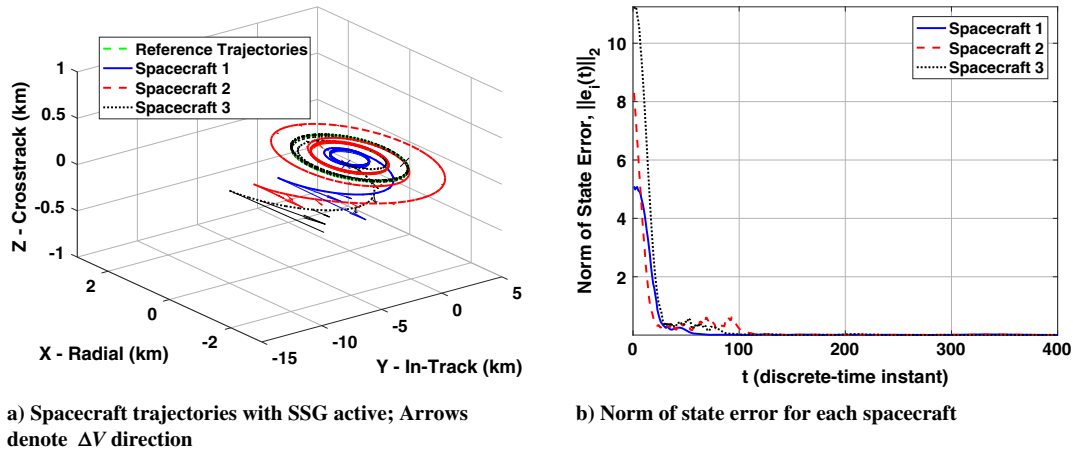 Reference Trajectories
Spacecraft 1
Spacecraft 2
Spacecraft 3
Z - Crosstrack (km)
1
0.5
0
-0.5
-1
2
0
-2
X - Radial (km)
-15
-10
-5
0
5
Y - In-Track (km)
a) Spacecraft trajectories with SSG active; Arrows
denote ΔV direction
Norm of State Error, ||e_i(t)||_2
10
8
6
4
2
0
100
200
300
400
t (discrete-time instant)
Spacecraft 1
Spacecraft 2
Spacecraft 3
b) Norm of state error for each spacecraft